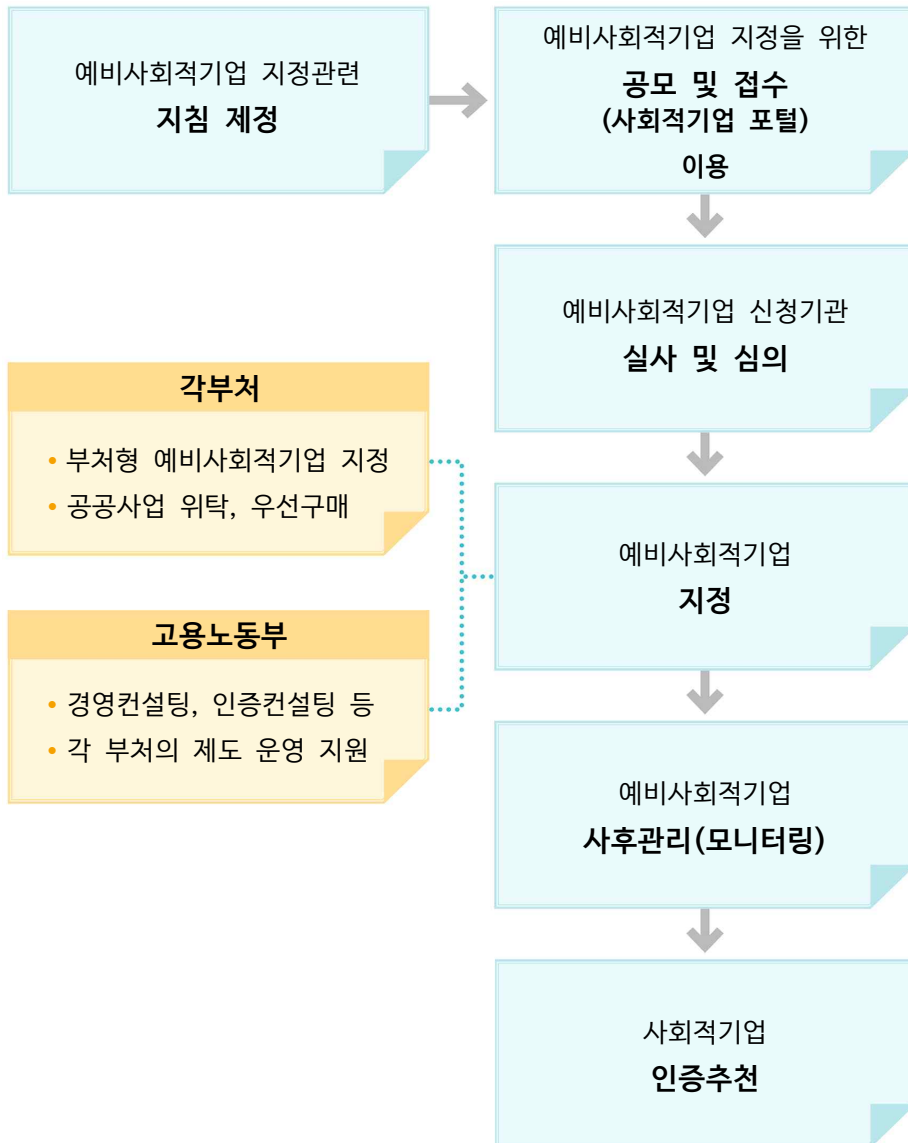 예비사회적기업 지정관련
지침 제정
예비사회적기업 지정을 위한
공모 및 접수
(사회적기업 포털)
이용
예비사회적기업 신청기관
실사 및 심의
각부처
• 부처형 예비사회적기업 지정
• 공공사업 위탁, 우선구매
예비사회적기업
지정
고용노동부
• 경영컨설팅, 인증컨설팅 등
• 각 부처의 제도 운영 지원
예비사회적기업
사후관리(모니터링)
사회적기업
인증추천